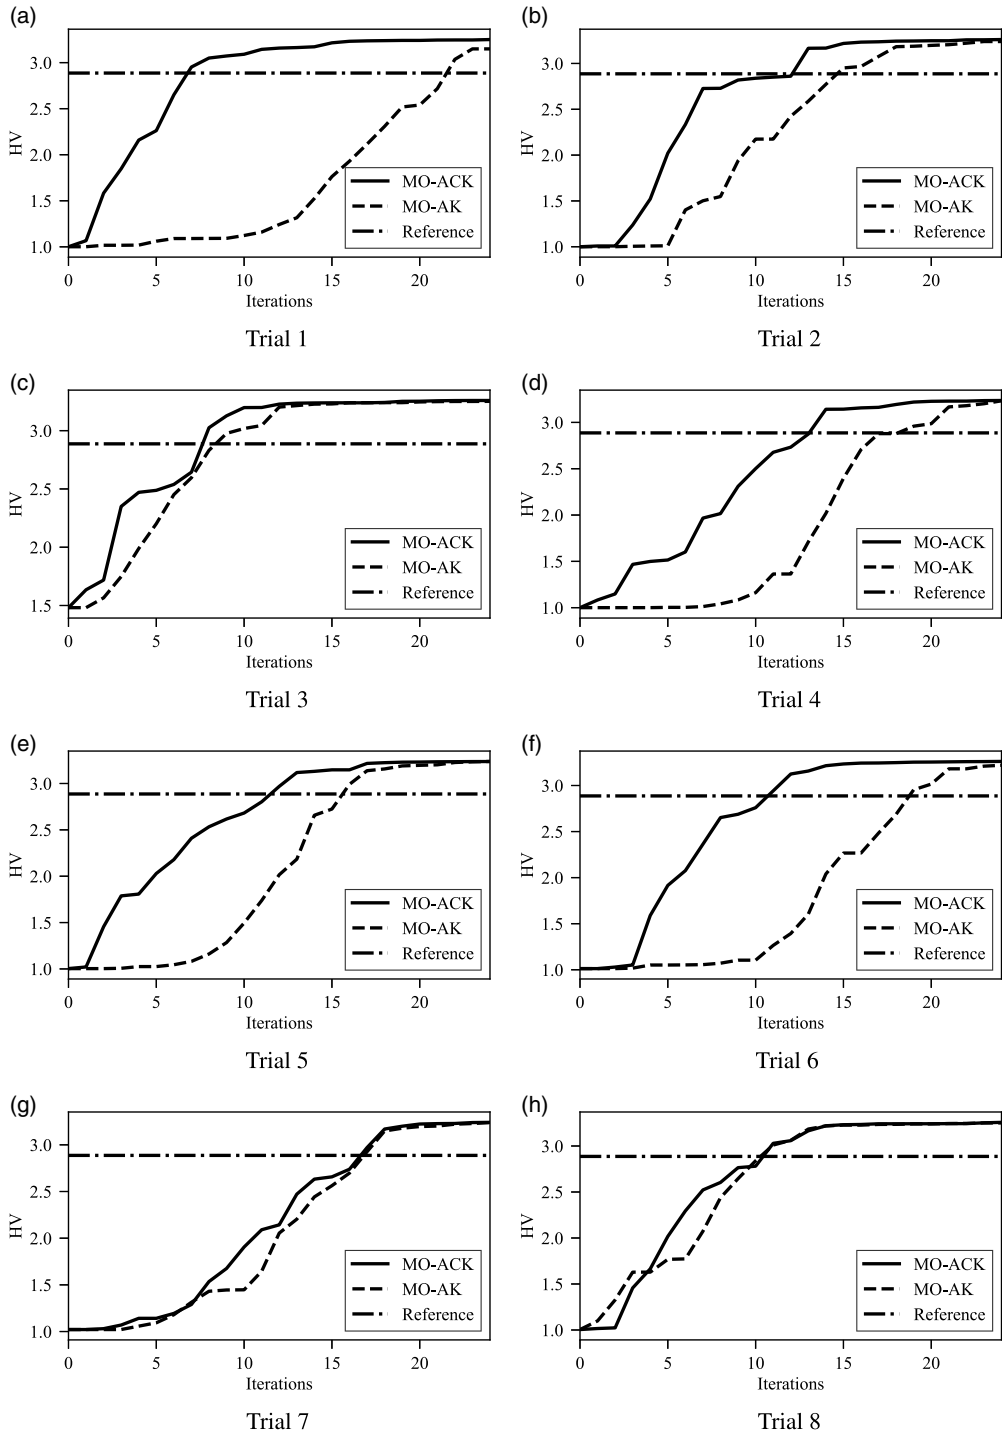 (a)
HV
3.0
2.5
2.0
1.5
1.0
MO-ACK
MO-AK
Reference
0 5 10 15 20
Iterations
Trial 1
(b)
HV
3.0
2.5
2.0
1.5
1.0
MO-ACK
MO-AK
Reference
0 5 10 15 20
Iterations
Trial 2
(c)
HV
3.0
2.5
2.0
1.5
MO-ACK
MO-AK
Reference
0 5 10 15 20
Iterations
Trial 3
(d)
HV
3.0
2.5
2.0
1.5
1.0
MO-ACK
MO-AK
Reference
0 5 10 15 20
Iterations
Trial 4
(e)
HV
3.0
2.5
2.0
1.5
1.0
MO-ACK
MO-AK
Reference
0 5 10 15 20
Iterations
Trial 5
(f)
HV
3.0
2.5
2.0
1.5
1.0
MO-ACK
MO-AK
Reference
0 5 10 15 20
Iterations
Trial 6
(g)
HV
3.0
2.5
2.0
1.5
1.0
MO-ACK
MO-AK
Reference
0 5 10 15 20
Iterations
Trial 7
(h)
HV
3.0
2.5
2.0
1.5
1.0
MO-ACK
MO-AK
Reference
0 5 10 15 20
Iterations
Trial 8